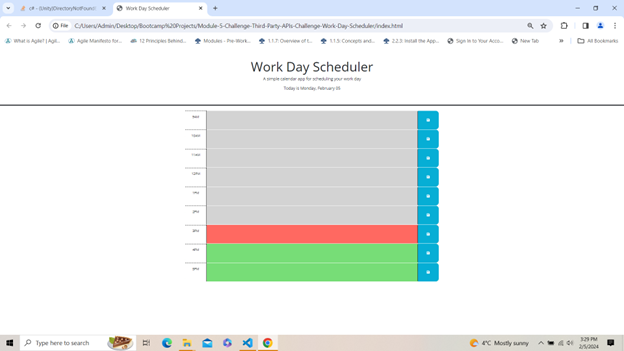 c# - UnityDirectoryNotFound
Work Day Scheduler
File
C:/Users/Admin/Desktop/Bootcamp%20Projects/Module-5-Challenge-Third-Party-APIs-Challenge-Work-Day-Scheduler/index.html
What is Agile? | Agil...
Agile Manifesto for...
12 Principles Behind...
Modules - Pre-Work...
1.1.7: Overview of t...
1.1.3: Concepts and...
2.2.3: Install the App...
Sign In to Your Acco...
New Tab
»
All Bookmarks
Work Day Scheduler
A simple calendar app for scheduling your work day
Today is Monday, February 05
9AM
10AM
11AM
12PM
1PM
2PM
3PM
4PM
5PM
Type here to search
4°C Mostly sunny
3:29 PM
2/5/2024